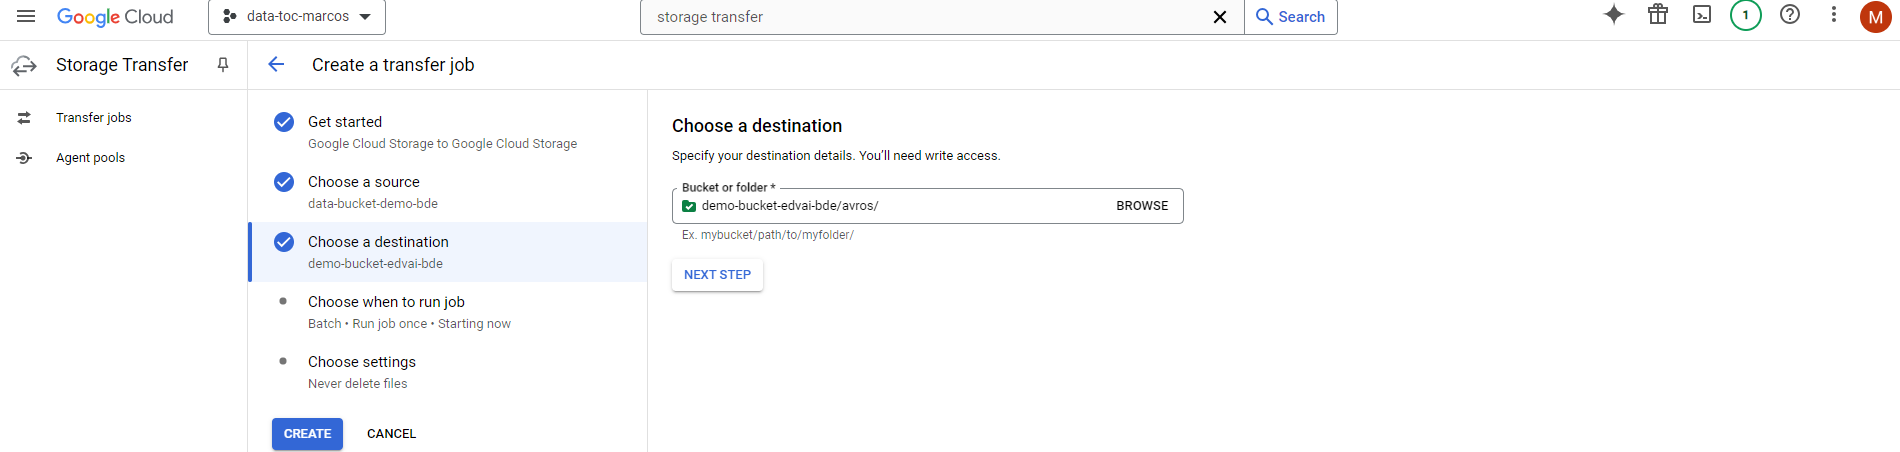 Google Cloud
data-toc-marcos
storage transfer
Search
1
M
Storage Transfer
Create a transfer job
Transfer jobs
Agent pools
Get started
Google Cloud Storage to Google Cloud Storage
Choose a source
data-bucket-demo-bde
Choose a destination
demo-bucket-edvai-bde
Choose when to run job
Batch • Run job once • Starting now
Choose settings
Never delete files
CREATE
CANCEL
Choose a destination
Specify your destination details. You’ll need write access.
Bucket or folder *
demo-bucket-edvai-bde/avros/
BROWSE
Ex. mybucket/path/to/myfolder/
NEXT STEP